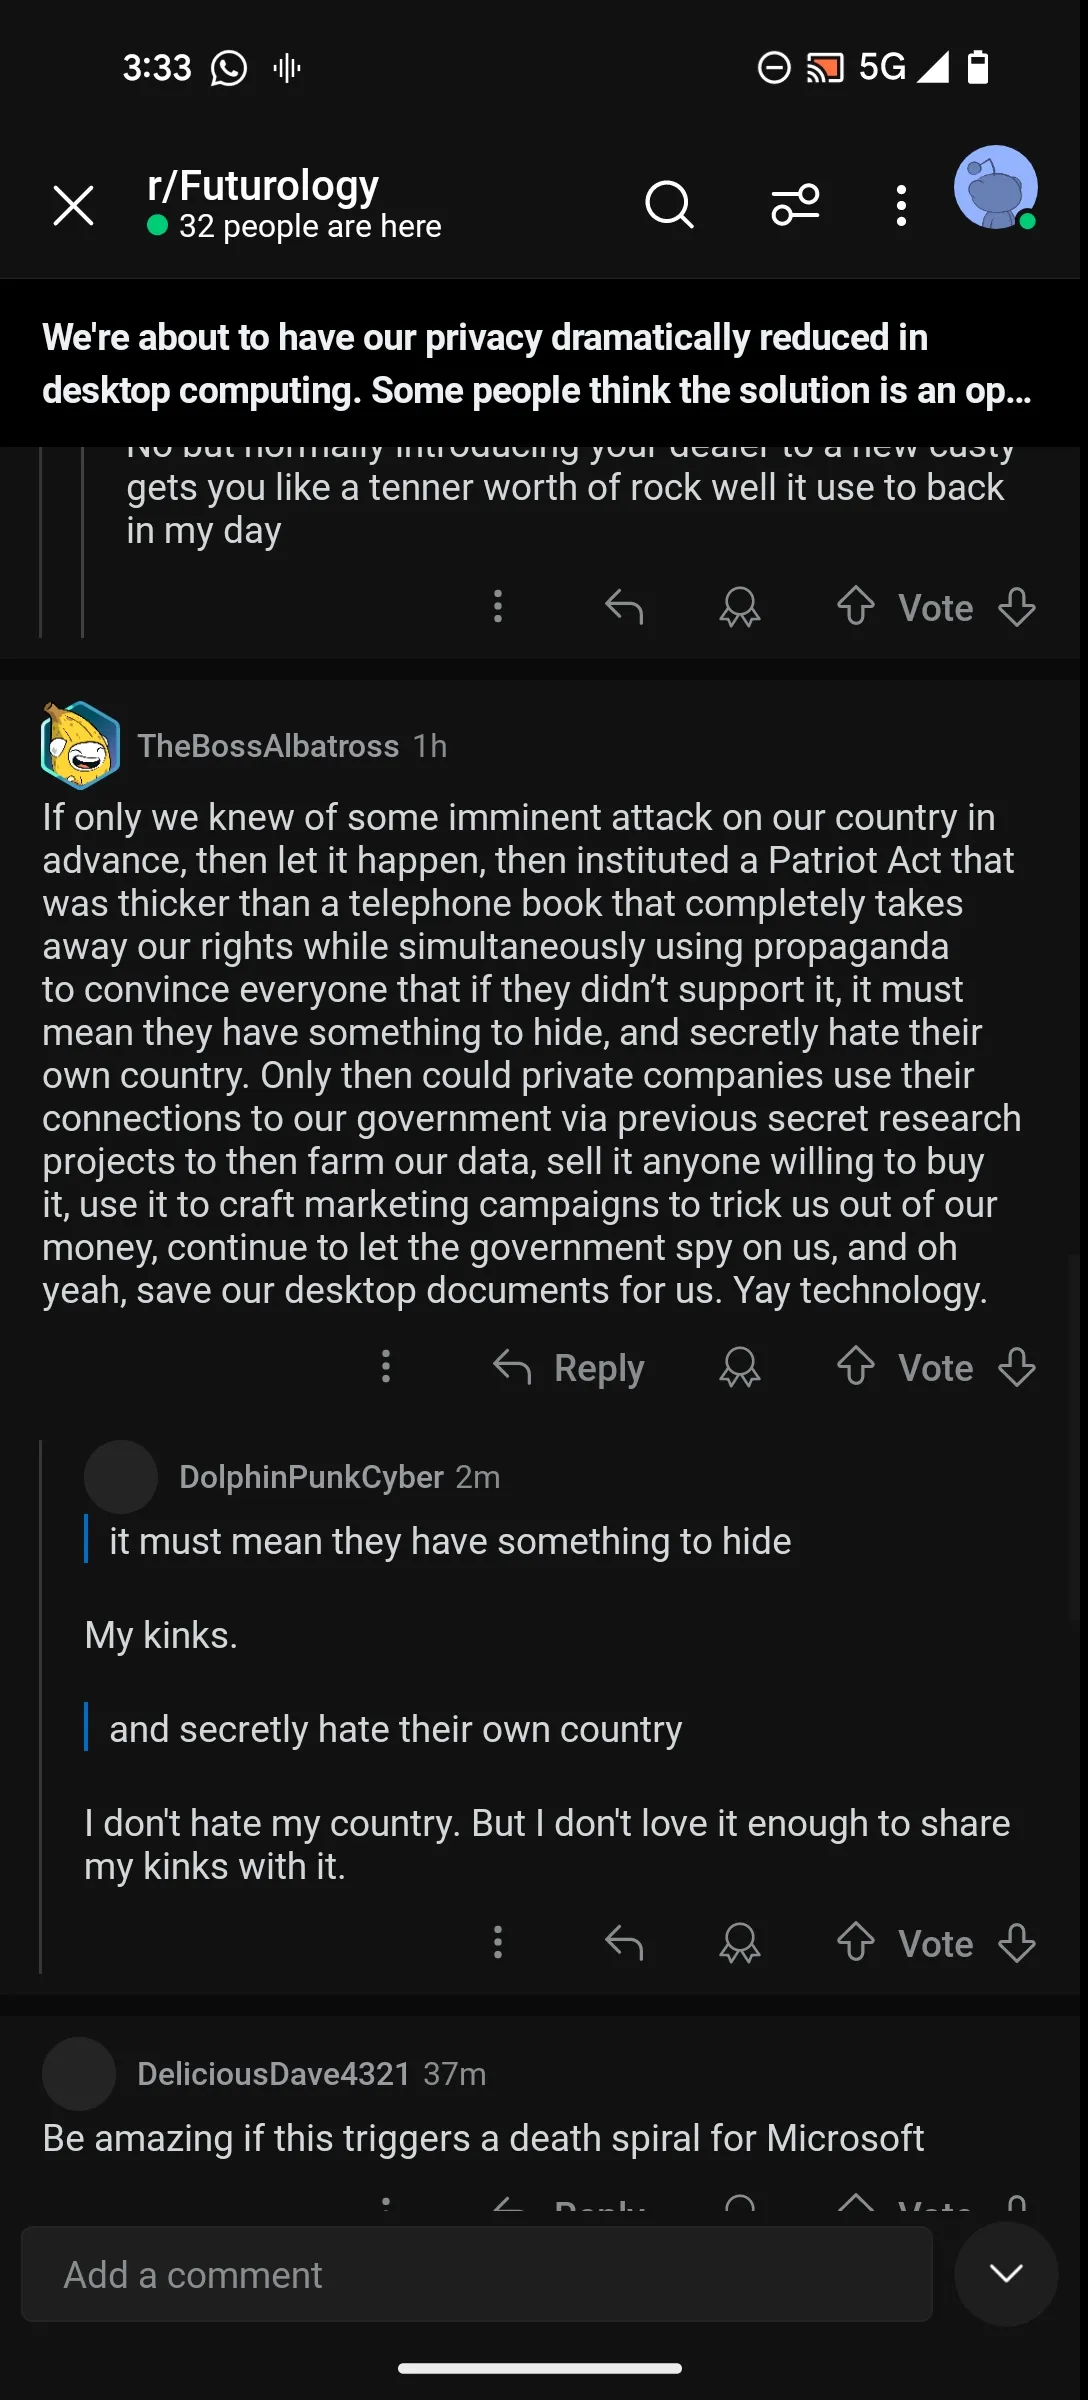 3:33
5G
r/Futurology
32 people are here
We're about to have our privacy dramatically reduced in
desktop computing. Some people think the solution is an op...
No but normally introducing your dealer to a new custy
gets you like a tenner worth of rock well it use to back
in my day
Vote
TheBossAlbatross 1h
If only we knew of some imminent attack on our country in
advance, then let it happen, then instituted a Patriot Act that
was thicker than a telephone book that completely takes
away our rights while simultaneously using propaganda
to convince everyone that if they didn’t support it, it must
mean they have something to hide, and secretly hate their
own country. Only then could private companies use their
connections to our government via previous secret research
projects to then farm our data, sell it anyone willing to buy
it, use it to craft marketing campaigns to trick us out of our
money, continue to let the government spy on us, and oh
yeah, save our desktop documents for us. Yay technology.
Reply Vote
DolphinPunkCyber 2m
it must mean they have something to hide
My kinks.
and secretly hate their own country
I don't hate my country. But I don't love it enough to share
my kinks with it.
Vote
DeliciousDave4321 37m
Be amazing if this triggers a death spiral for Microsoft
Reply Vote
Add a comment